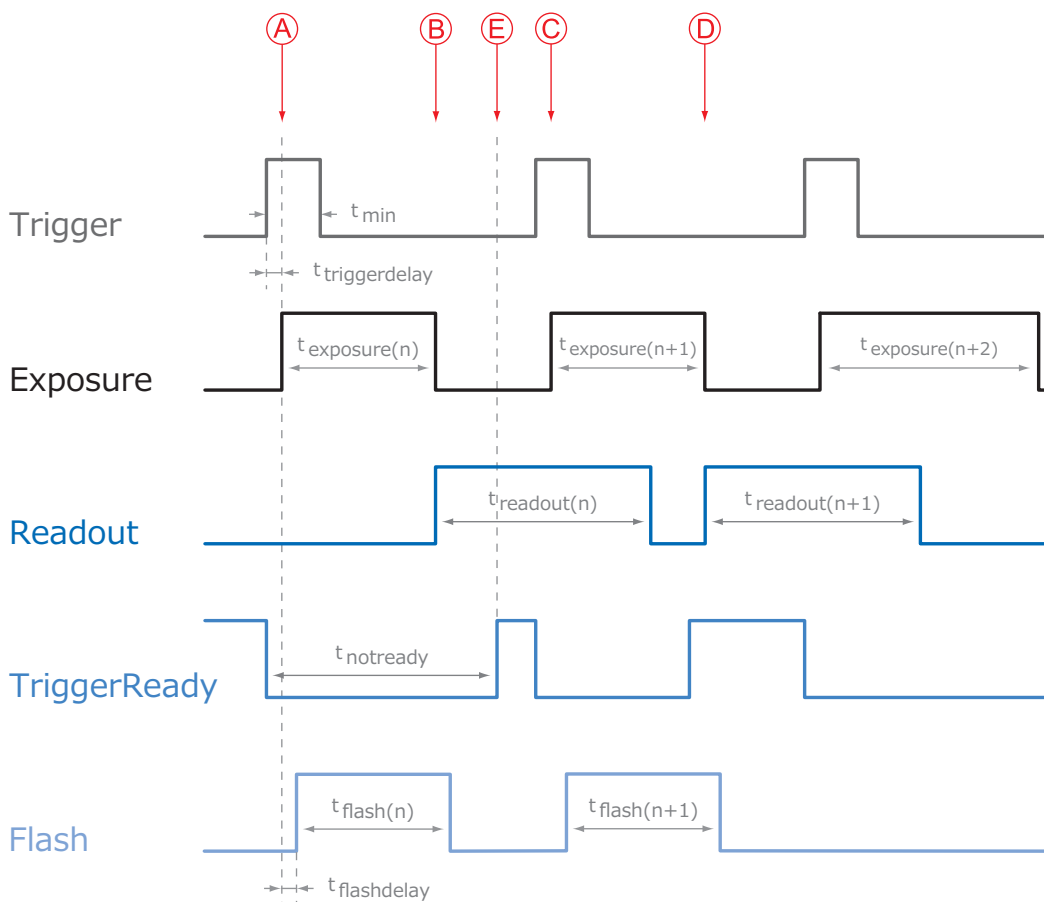 A B E C D
Trigger
t min
t triggerdelay
Exposure
t exposure(n) t exposure(n+1) t exposure(n+2)
Readout
t readout(n) t readout(n+1)
TriggerReady
t notready
Flash
t flash(n) t flash(n+1)
t flashdelay